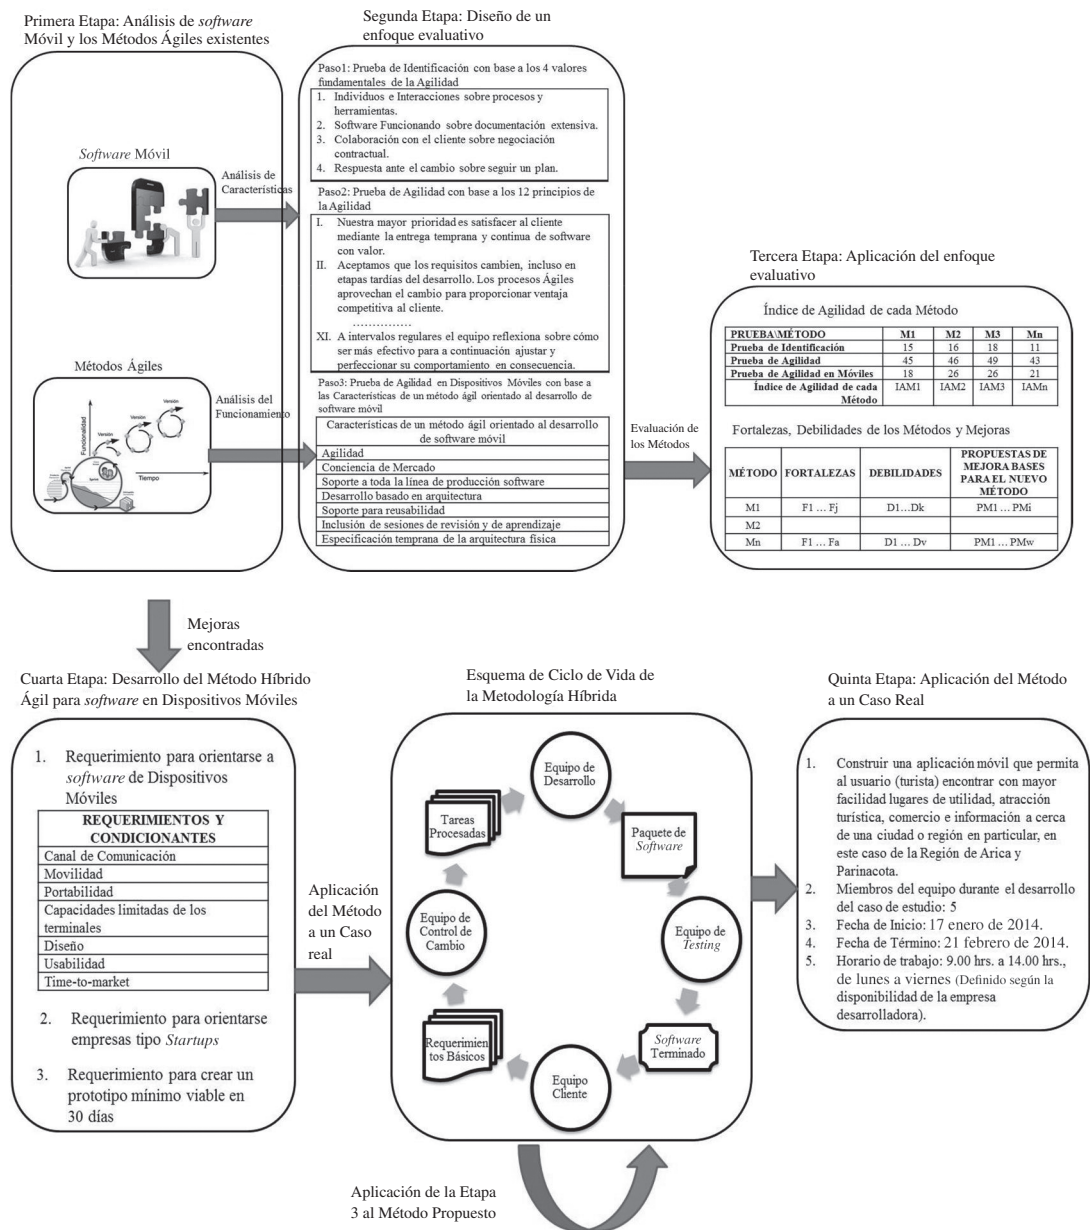 Primera Etapa: Análisis de software
Móvil y los Métodos Ágiles existentes
Software Móvil
Análisis de
Características
Métodos Ágiles
Funcionalidad
Versión
Versión
Versión
Tiempo
Análisis del
Funcionamiento
Segunda Etapa: Diseño de un
enfoque evaluativo
Paso1: Prueba de Identificación con base a los 4 valores
fundamentales de la Agilidad
1. Individuos e Interacciones sobre procesos y
herramientas.
2. Software Funcionando sobre documentación extensiva.
3. Colaboración con el cliente sobre negociación
contractual.
4. Respuesta ante el cambio sobre seguir un plan.
Paso2: Prueba de Agilidad con base a los 12 principios de
la Agilidad
I. Nuestra mayor prioridad es satisfacer al cliente
mediante la entrega temprana y continua de software
con valor.
II. Aceptamos que los requisitos cambien, incluso en
etapas tardías del desarrollo. Los procesos Ágiles
aprovechan el cambio para proporcionar ventaja
competitiva al cliente.
...............
XI. A intervalos regulares el equipo reflexiona sobre cómo
ser más efectivo para a continuación ajustar y
perfeccionar su comportamiento en consecuencia.
Paso3: Prueba de Agilidad en Dispositivos Móviles con base a
las Características de un método ágil orientado al desarrollo de
software móvil
Características de un método ágil orientado al desarrollo
de software móvil
Agilidad
Conciencia de Mercado
Soporte a toda la línea de producción software
Desarrollo basado en arquitectura
Soporte para reusabilidad
Inclusión de sesiones de revisión y de aprendizaje
Especificación temprana de la arquitectura física
Evaluación de
los Métodos
Tercera Etapa: Aplicación del enfoque
evaluativo
Índice de Agilidad de cada Método
PRUEBA\MÉTODO M1 M2 M3 Mn
Prueba de Identificación 15 16 18 11
Prueba de Agilidad 45 46 49 43
Prueba de Agilidad en Móviles 18 26 26 21
Índice de Agilidad de cada IAM1 IAM2 IAM3 IAMn
Método
Fortalezas, Debilidades de los Métodos y Mejoras
MÉTODO FORTALEZAS DEBILIDADES PROPUESTAS DE
MEJORA BASES
PARA EL NUEVO
MÉTODO
M1 F1 ... Fj D1...Dk PM1 ... PMi
M2
Mn F1 ... Fa D1 ... Dv PM1 ... PMw
Mejoras
encontradas
Cuarta Etapa: Desarrollo del Método Híbrido
Ágil para software en Dispositivos Móviles
1. Requerimiento para orientarse a
software de Dispositivos
Móviles
REQUERIMIENTOS Y
CONDICIONANTES
Canal de Comunicación
Movilidad
Portabilidad
Capacidades limitadas de los
terminales
Diseño
Usabilidad
Time-to-market
2. Requerimiento para orientarse
empresas tipo Startups
3. Requerimiento para crear un
prototipo mínimo viable en
30 días
Aplicación
del Método
a un Caso
real
Esquema de Ciclo de Vida de
la Metodología Híbrida
Equipo de
Desarrollo
Paquete de
Software
Equipo de
Testing
Software
Terminado
Equipo
Cliente
Requerimien
tos Básicos
Equipo de
Control de
Cambio
Tareas
Procesadas
Aplicación de la Etapa
3 al Método Propuesto
Quinta Etapa: Aplicación del Método
a un Caso Real
1. Construir una aplicación móvil que permita
al usuario (turista) encontrar con mayor
facilidad lugares de utilidad, atracción
turística, comercio e información a cerca
de una ciudad o región en particular, en
este caso de la Región de Arica y
Parinacota.
2. Miembros del equipo durante el desarrollo
del caso de estudio: 5
3. Fecha de Inicio: 17 enero de 2014.
4. Fecha de Término: 21 febrero de 2014.
5. Horario de trabajo: 9.00 hrs. a 14.00 hrs.,
de lunes a viernes (Definido según la
disponibilidad de la empresa
desarrolladora).